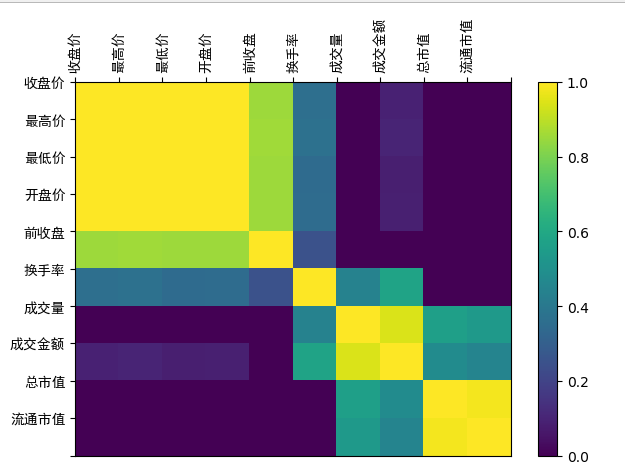 收盘价
最高价
最低价
开盘价
前收盘
换手率
成交量
成交金额
总市值
流通市值
收盘价
最高价
最低价
开盘价
前收盘
换手率
成交量
成交金额
总市值
流通市值
1.0
0.8
0.6
0.4
0.2
0.0